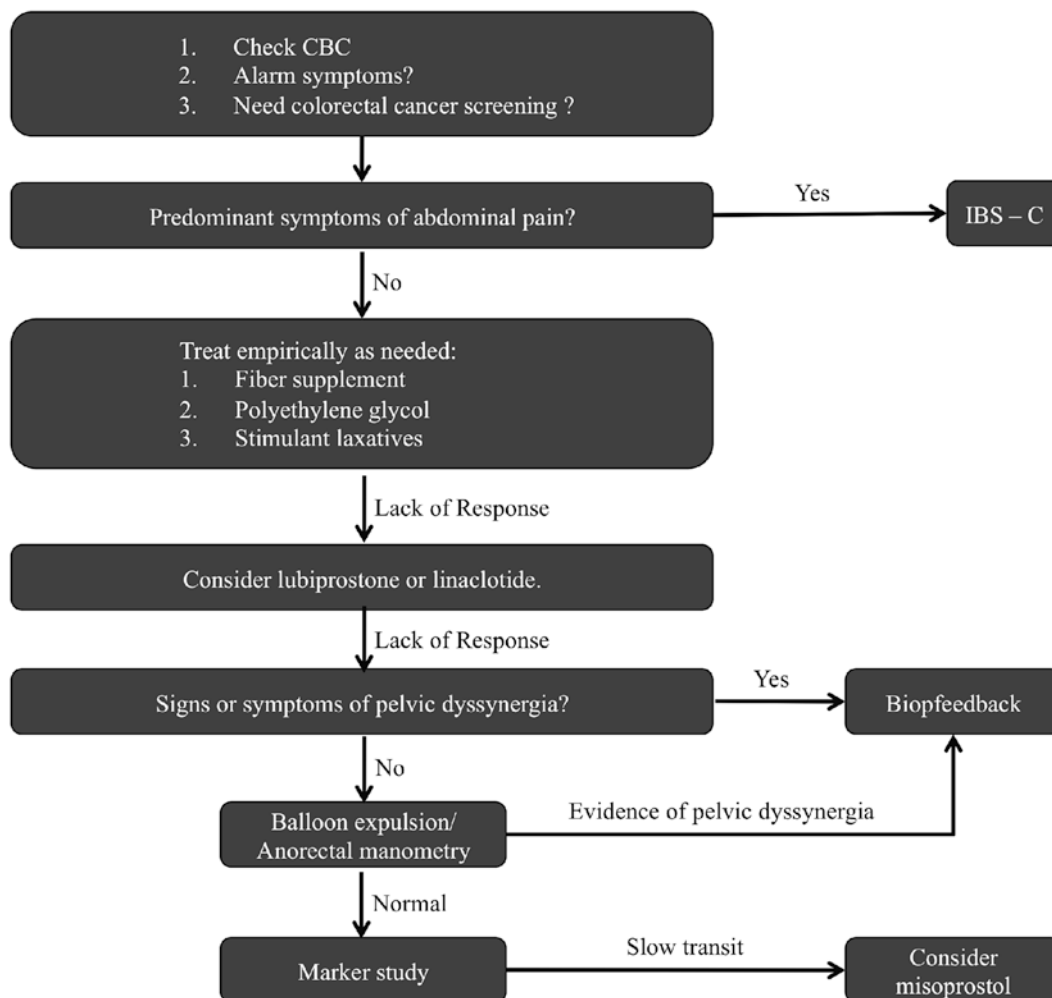 1. Check CBC
2. Alarm symptoms?
3. Need colorectal cancer screening ?
Predominant symptoms of abdominal pain?
Yes
IBS – C
No
Treat empirically as needed:
1. Fiber supplement
2. Polyethylene glycol
3. Stimulant laxatives
Lack of Response
Consider lubiprostone or linaclotide.
Lack of Response
Signs or symptoms of pelvic dyssynergia?
Yes
Biopfeedback
No
Balloon expulsion/
Anorectal manometry
Evidence of pelvic dyssynergia
Normal
Marker study
Slow transit
Consider
misoprostol